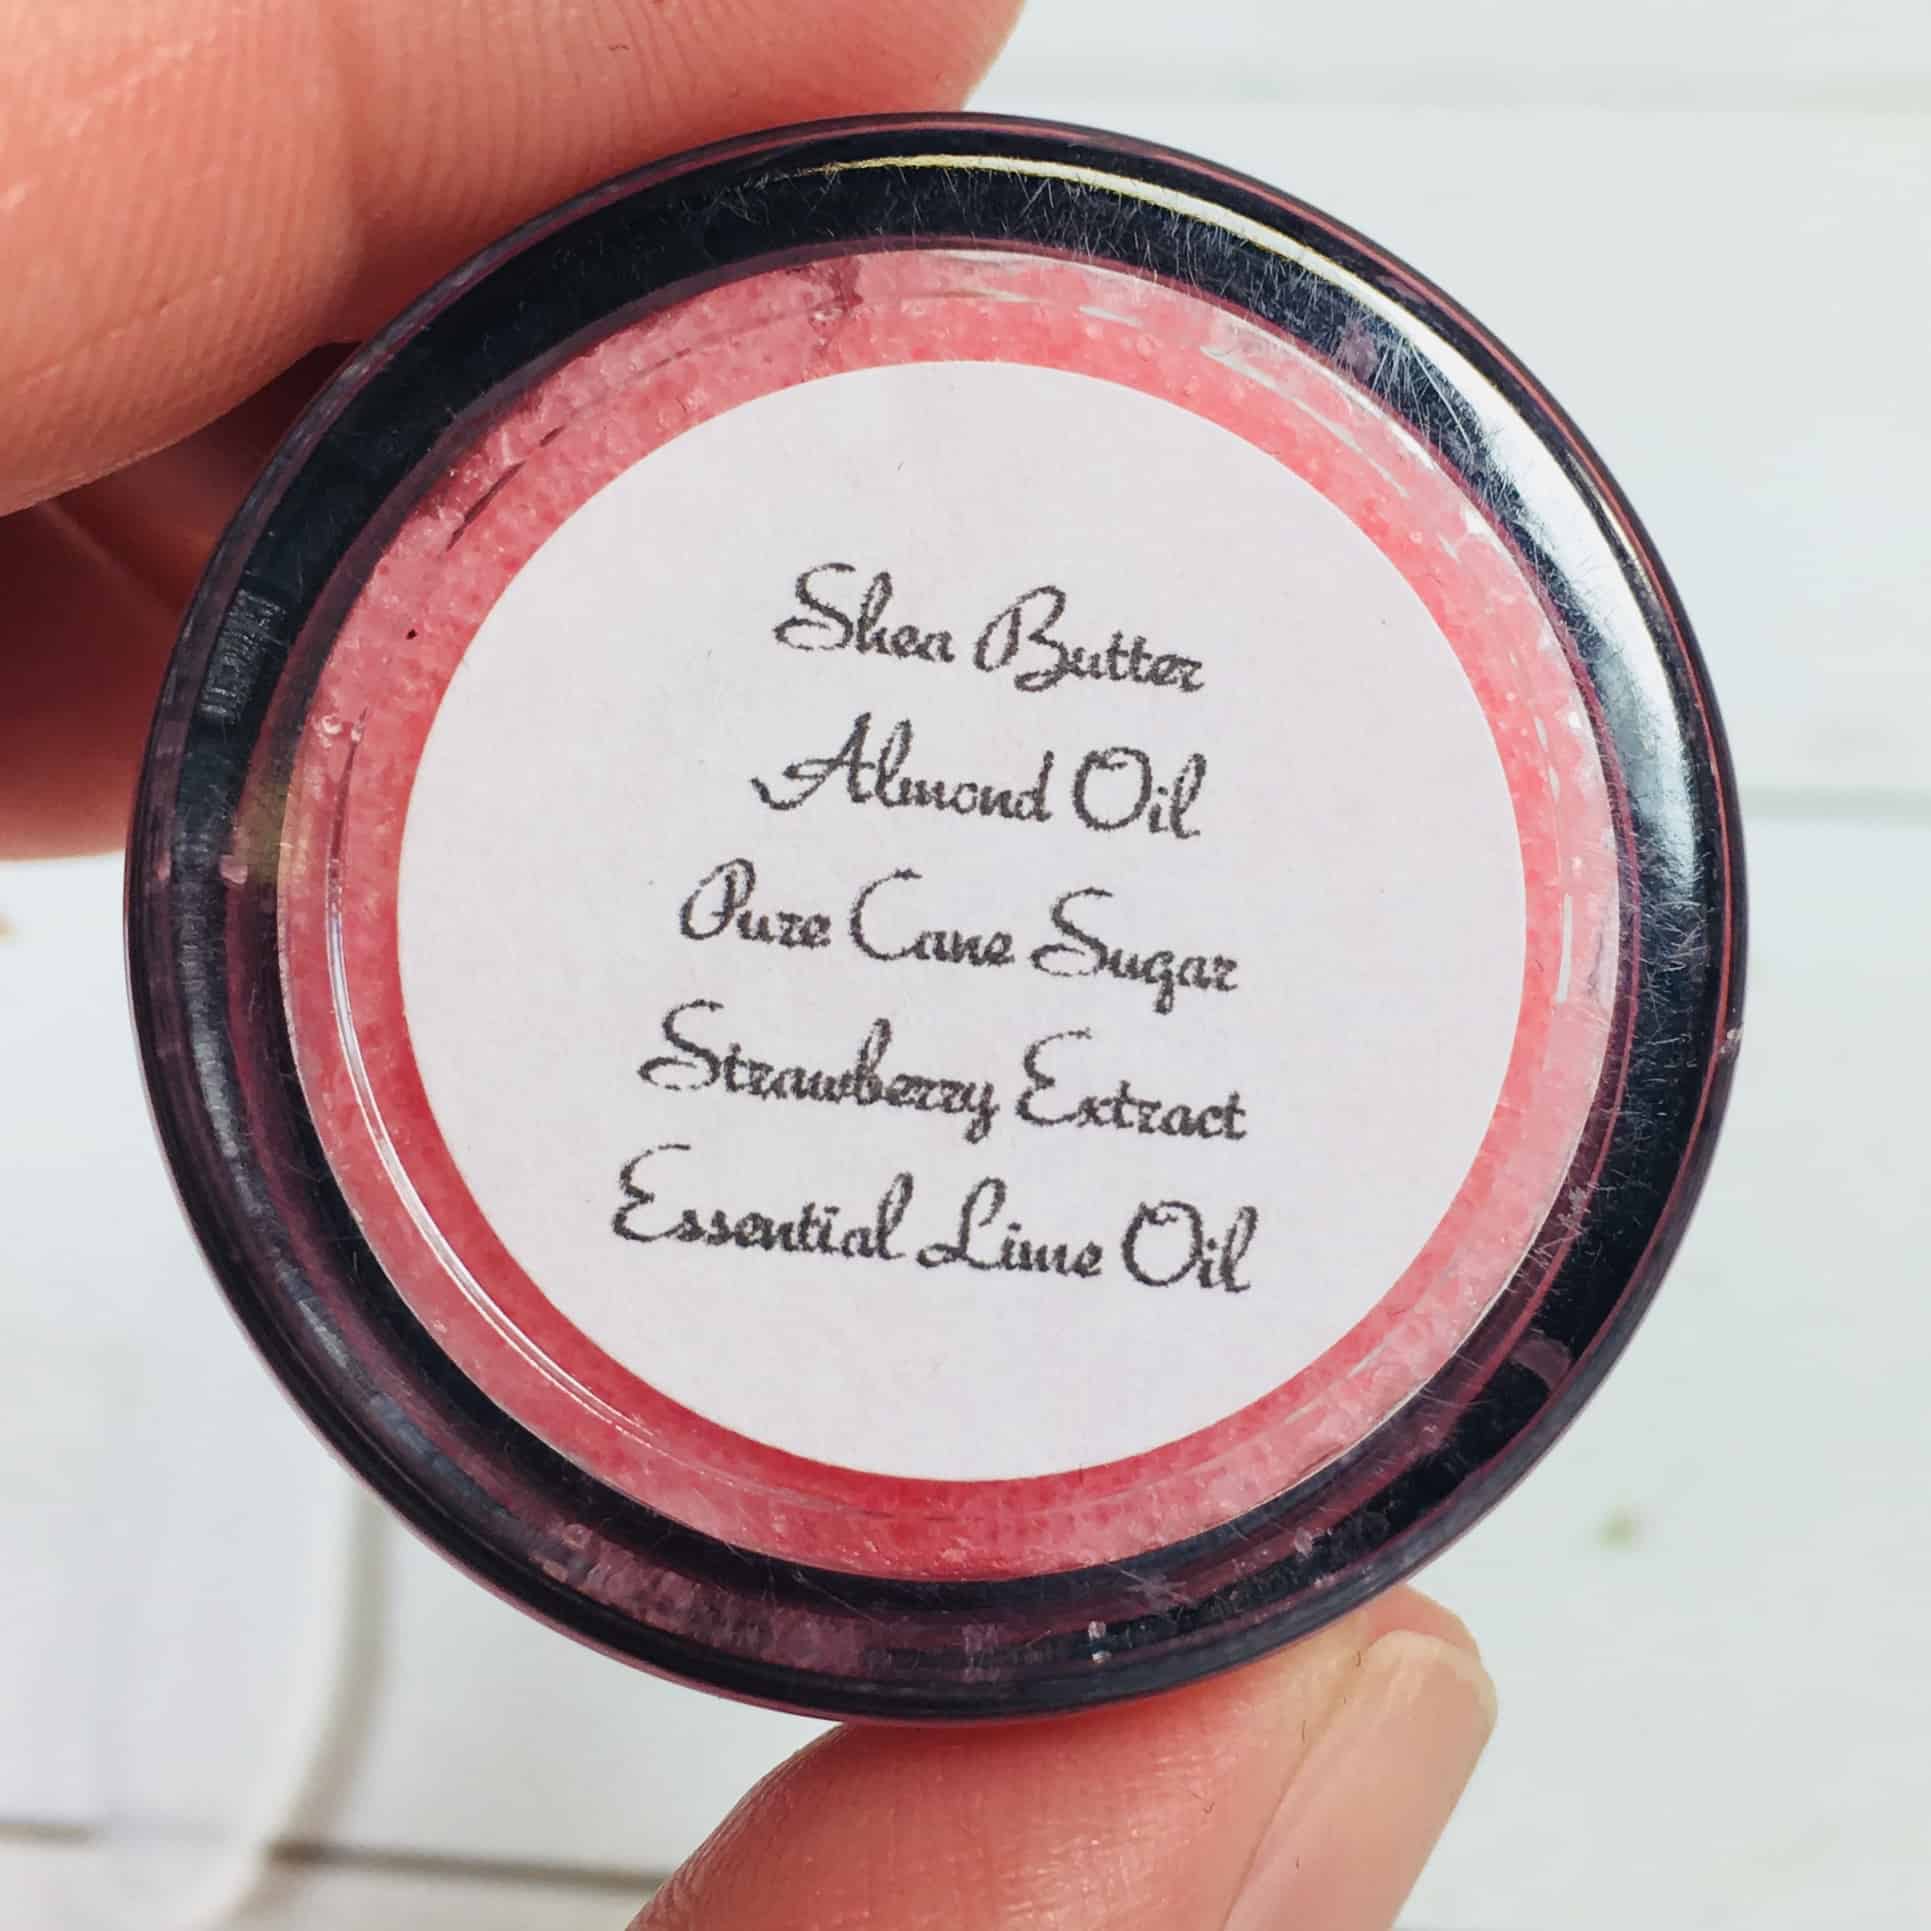 Shea Butter
Almond Oil
Pure Cane Sugar
Strawberry Extract
Essential Lime Oil